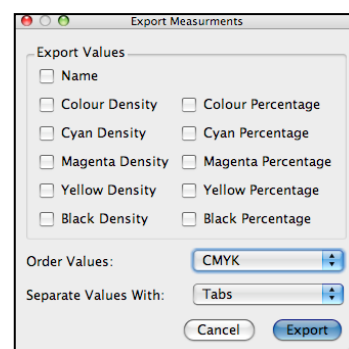 Export Measurments
Export Values
Name
Colour Density Colour Percentage
Cyan Density Cyan Percentage
Magenta Density Magenta Percentage
Yellow Density Yellow Percentage
Black Density Black Percentage
Order Values: CMYK
Separate Values With: Tabs
Cancel Export